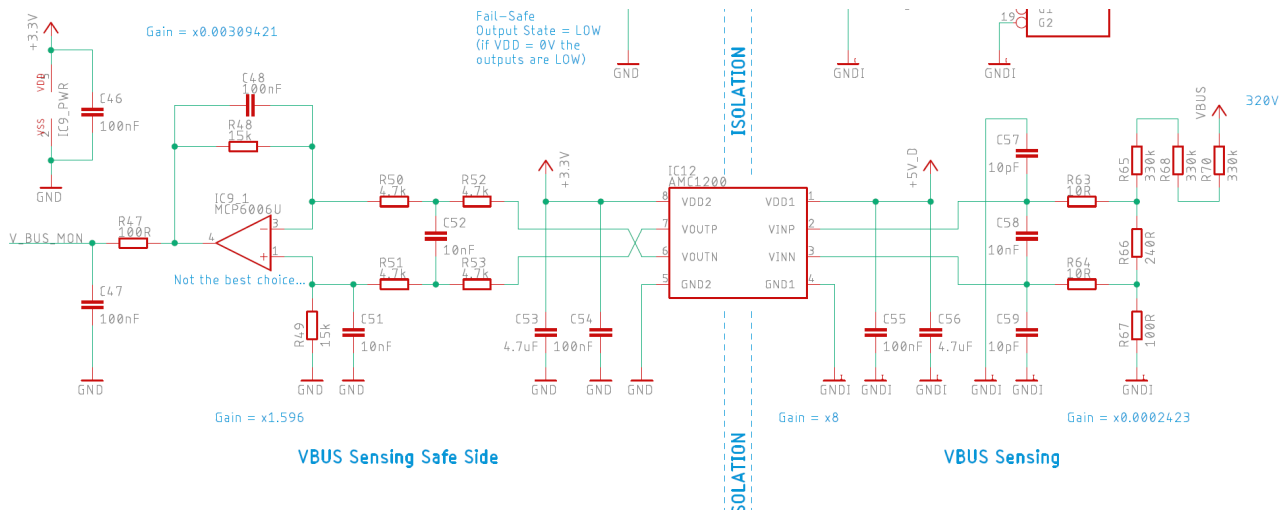 +3.3V
Gain = x0.00309421
VDD
5
VSS
2
IC9_PWR
C46
100nF
GND
C48
100nF
R48
15k
IC9_1
MCP6006U
3
4
1
R47
100R
V_BUS_MON
C47
100nF
GND
Not the best choice...
R49
15k
GND
C51
10nF
GND
R50
4.7k
R52
4.7k
C52
10nF
R51
4.7k
R53
4.7k
Gain = x1.596
VBUS Sensing Safe Side
Fail-Safe
Output State = LOW
(if VDD = 0V the
outputs are LOW)
GND
+3.3V
C53
4.7uF
GND
C54
100nF
GND
GND
ISOLATION
ISOLATION
IC12
AMC1200
8
VDD2
VDD1
1
7
VOUTP
VINP
2
6
VOUTN
VINN
3
5
GND2
GND1
4
GNDI
GNDI
19
G1
G2
+5V_D
C55
100nF
GNDI
C56
4.7uF
GNDI
GNDI
GNDI
C57
10pF
C58
10nF
C59
10pF
GNDI
R63
10R
R64
10R
R65
330k
R68
330k
R70
330k
VBUS
320V
R66
240R
R67
100R
GNDI
Gain = x8
Gain = x0.0002423
VBUS Sensing